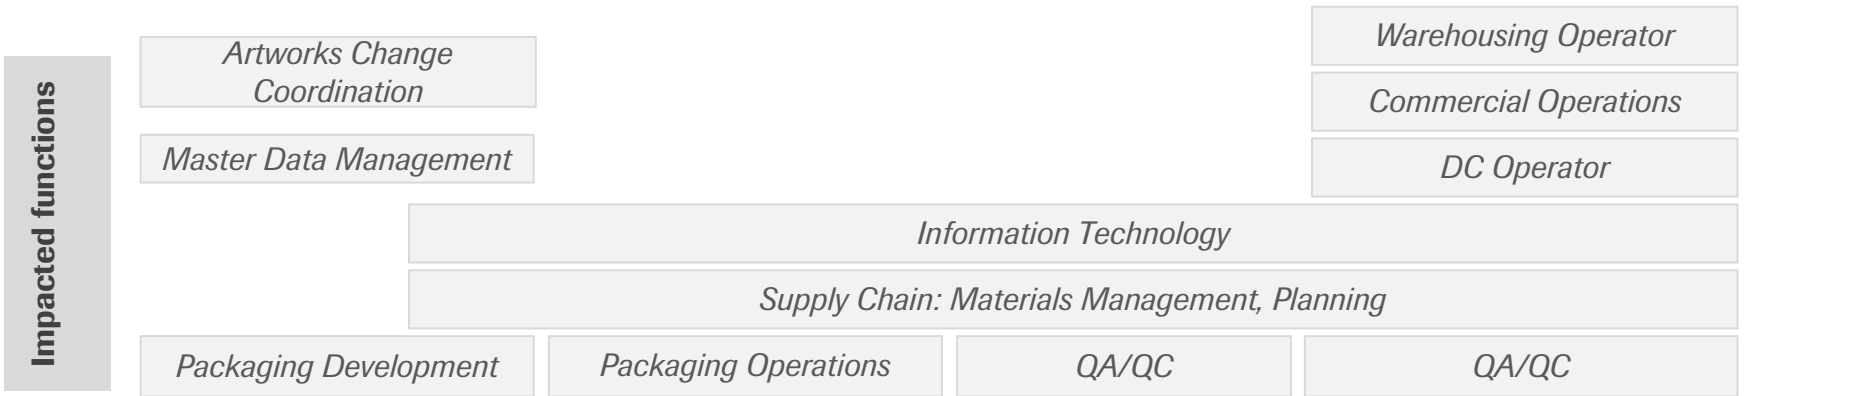 Impacted functions
Artworks Change
Coordination
Master Data Management
Warehousing Operator
Commercial Operations
DC Operator
Information Technology
Supply Chain: Materials Management, Planning
Packaging Development
Packaging Operations
QA/QC
QA/QC